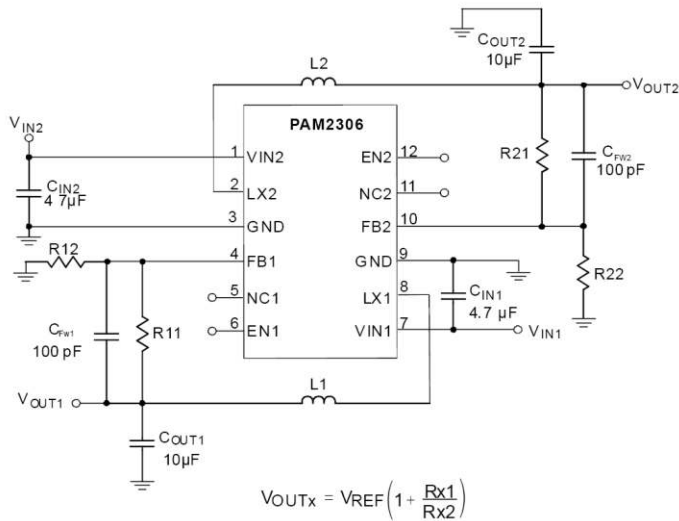 COUT2
10µF
L2
VOUT2
PAM2306
VIN2
1 VIN2
EN2 12
R21
CFW2
100 pF
CIN2
4 7µF
2 LX2
NC2 11
3 GND
FB2 10
R12
4 FB1
GND 9
R22
5 NC1
LX1 8
CIN1
4.7 µF
CFW1
100 pF
R11
6 EN1
VIN1 7
VIN1
L1
VOUT1
COUT1
10µF
VOUTx = VREF(1 + Rx1/Rx2)